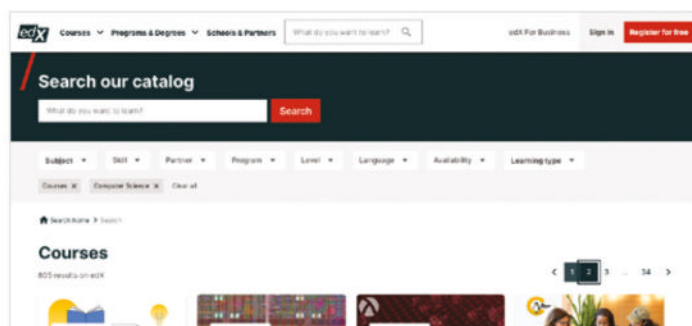 edX Courses Programs & Degrees Schools & Partners What do you want to learn? edX For Business Sign in Register for free
Search our catalog
What do you want to learn? Search
Subject Skill Partner Program Level Language Availability Learning type
Courses X Computer Science X Clear all
Search home > Search
Courses
805 results on edX
< 1 2 3 ... 34 >